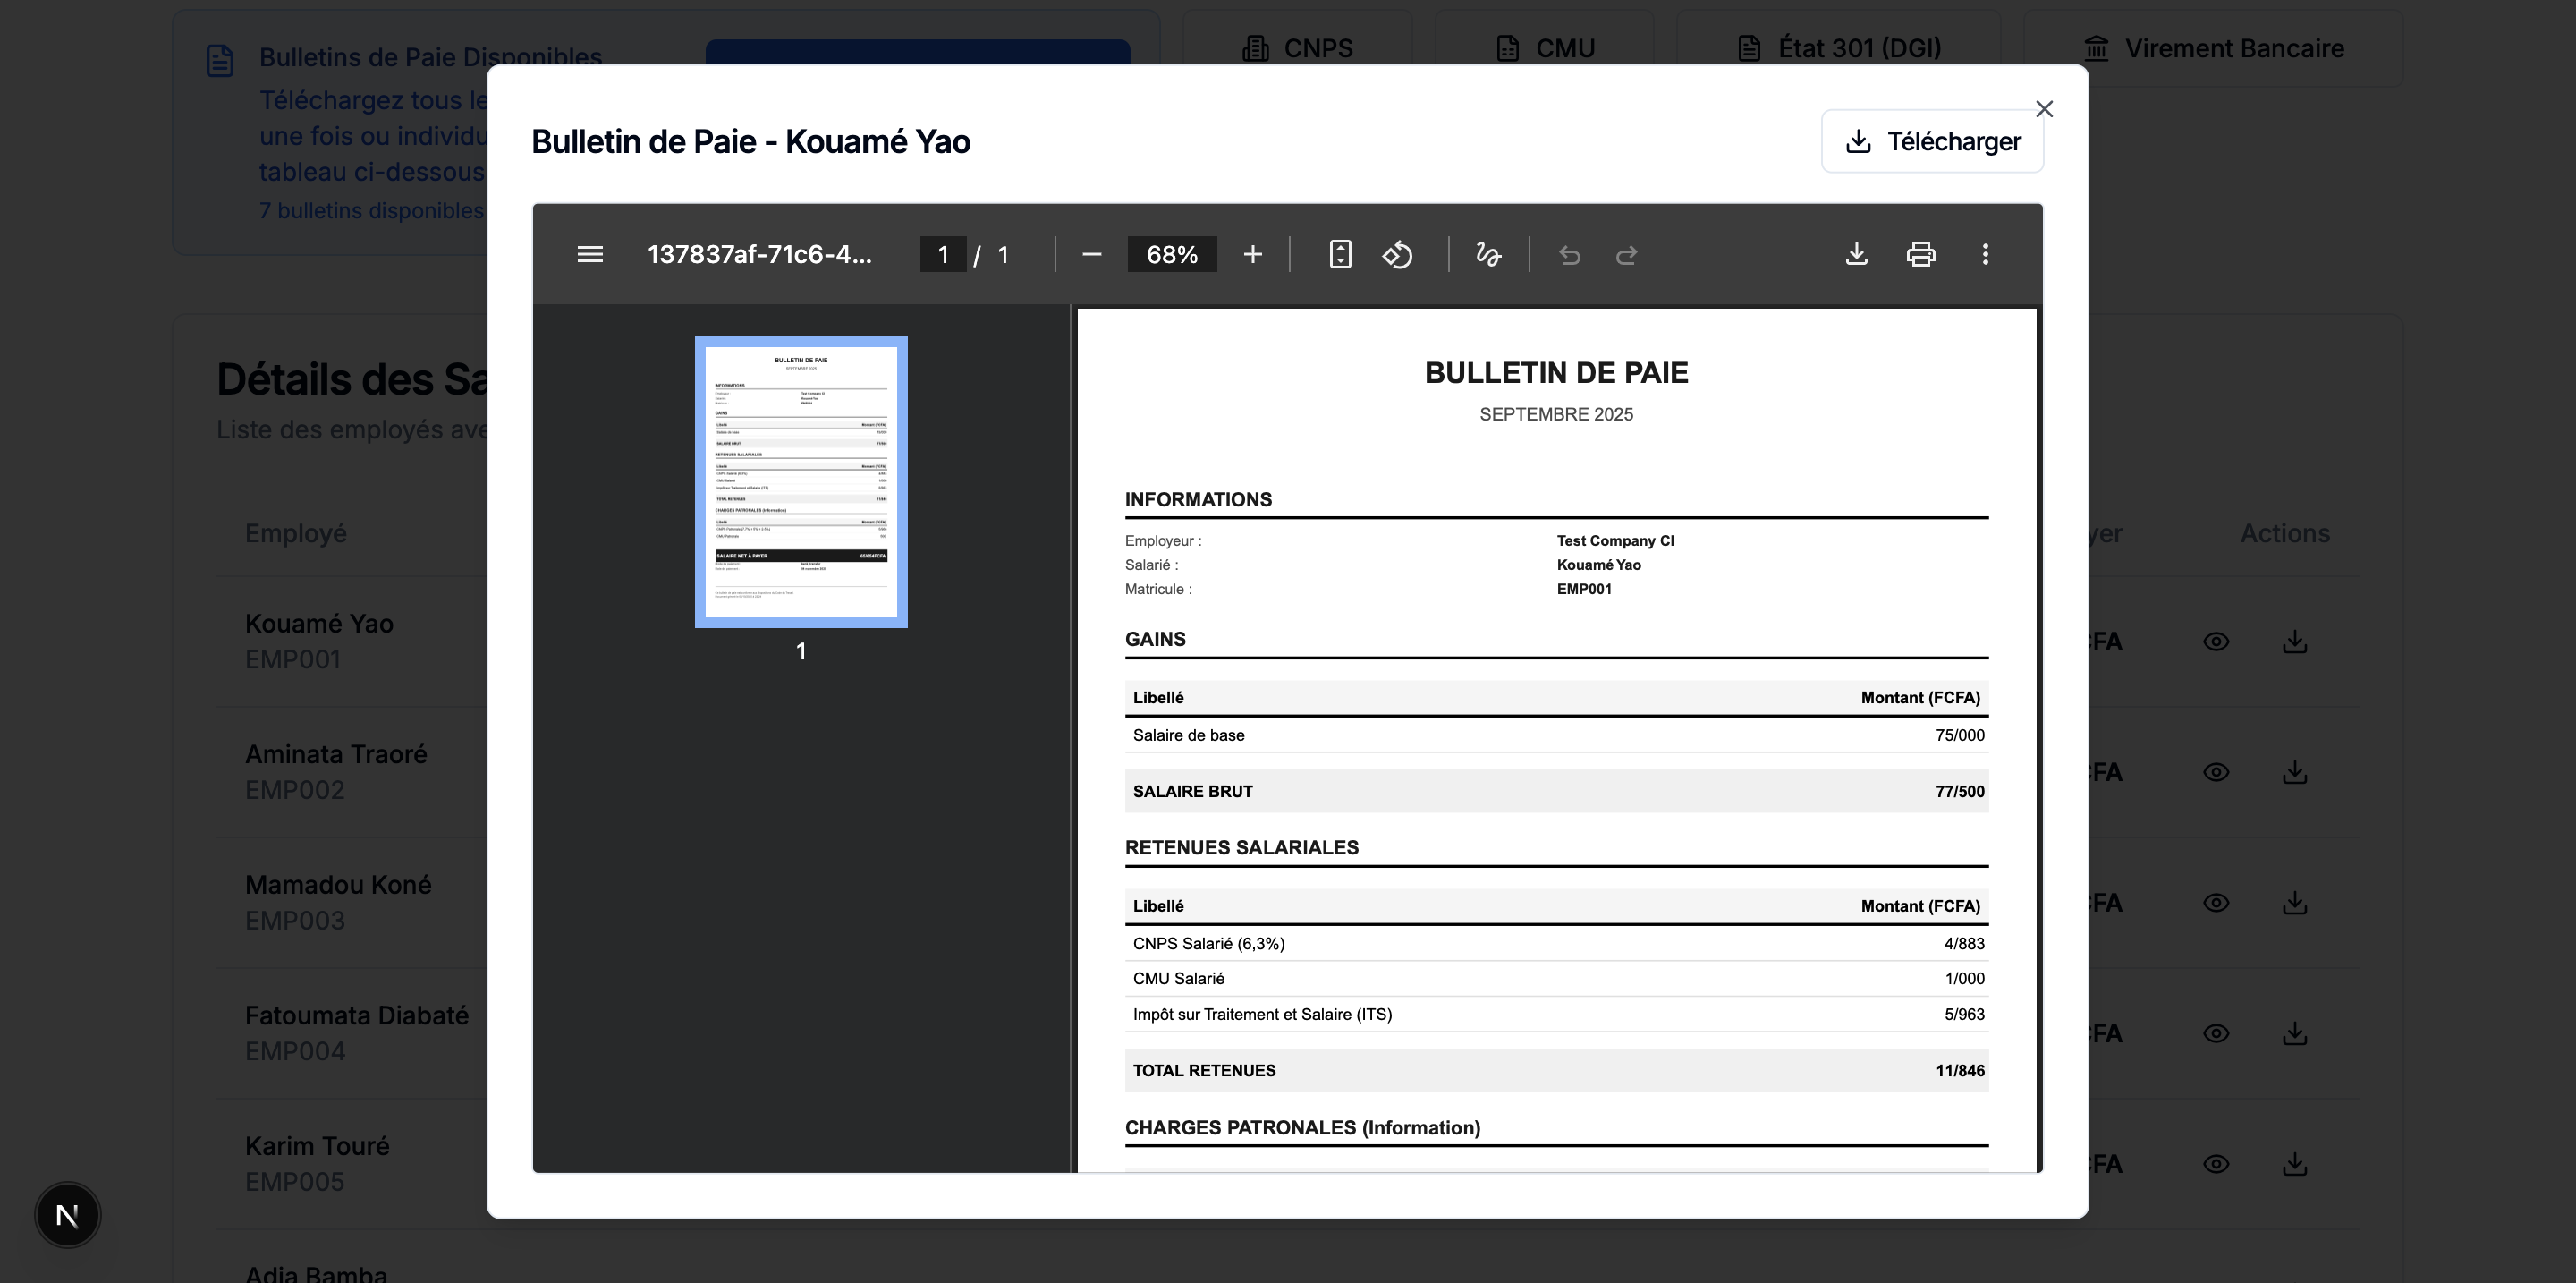 Bulletins de Paie Disponibles
Téléchargez tous le
une fois ou individu
tableau ci-dessous
7 bulletins disponibles
CNPS
CMU
État 301 (DGI)
Virement Bancaire
Bulletin de Paie - Kouamé Yao
Télécharger
137837af-71c6-4...
1 / 1
68%
1
BULLETIN DE PAIE
SEPTEMBRE 2025
INFORMATIONS
Employeur : Test Company CI
Salarié : Kouamé Yao
Matricule : EMP001
GAINS
Libellé Montant (FCFA)
Salaire de base 75/000
SALAIRE BRUT 77/500
RETENUES SALARIALES
Libellé Montant (FCFA)
CNPS Salarié (6,3%) 4/883
CMU Salarié 1/000
Impôt sur Traitement et Salaire (ITS) 5/963
TOTAL RETENUES 11/846
CHARGES PATRONALES (Information)
Détails des Sa
Liste des employés ave
Employé
yer
Actions
Kouamé Yao
EMP001
FA
Aminata Traoré
EMP002
FA
Mamadou Koné
EMP003
FA
Fatoumata Diabaté
EMP004
FA
Karim Touré
EMP005
FA
Adja Bamba
N